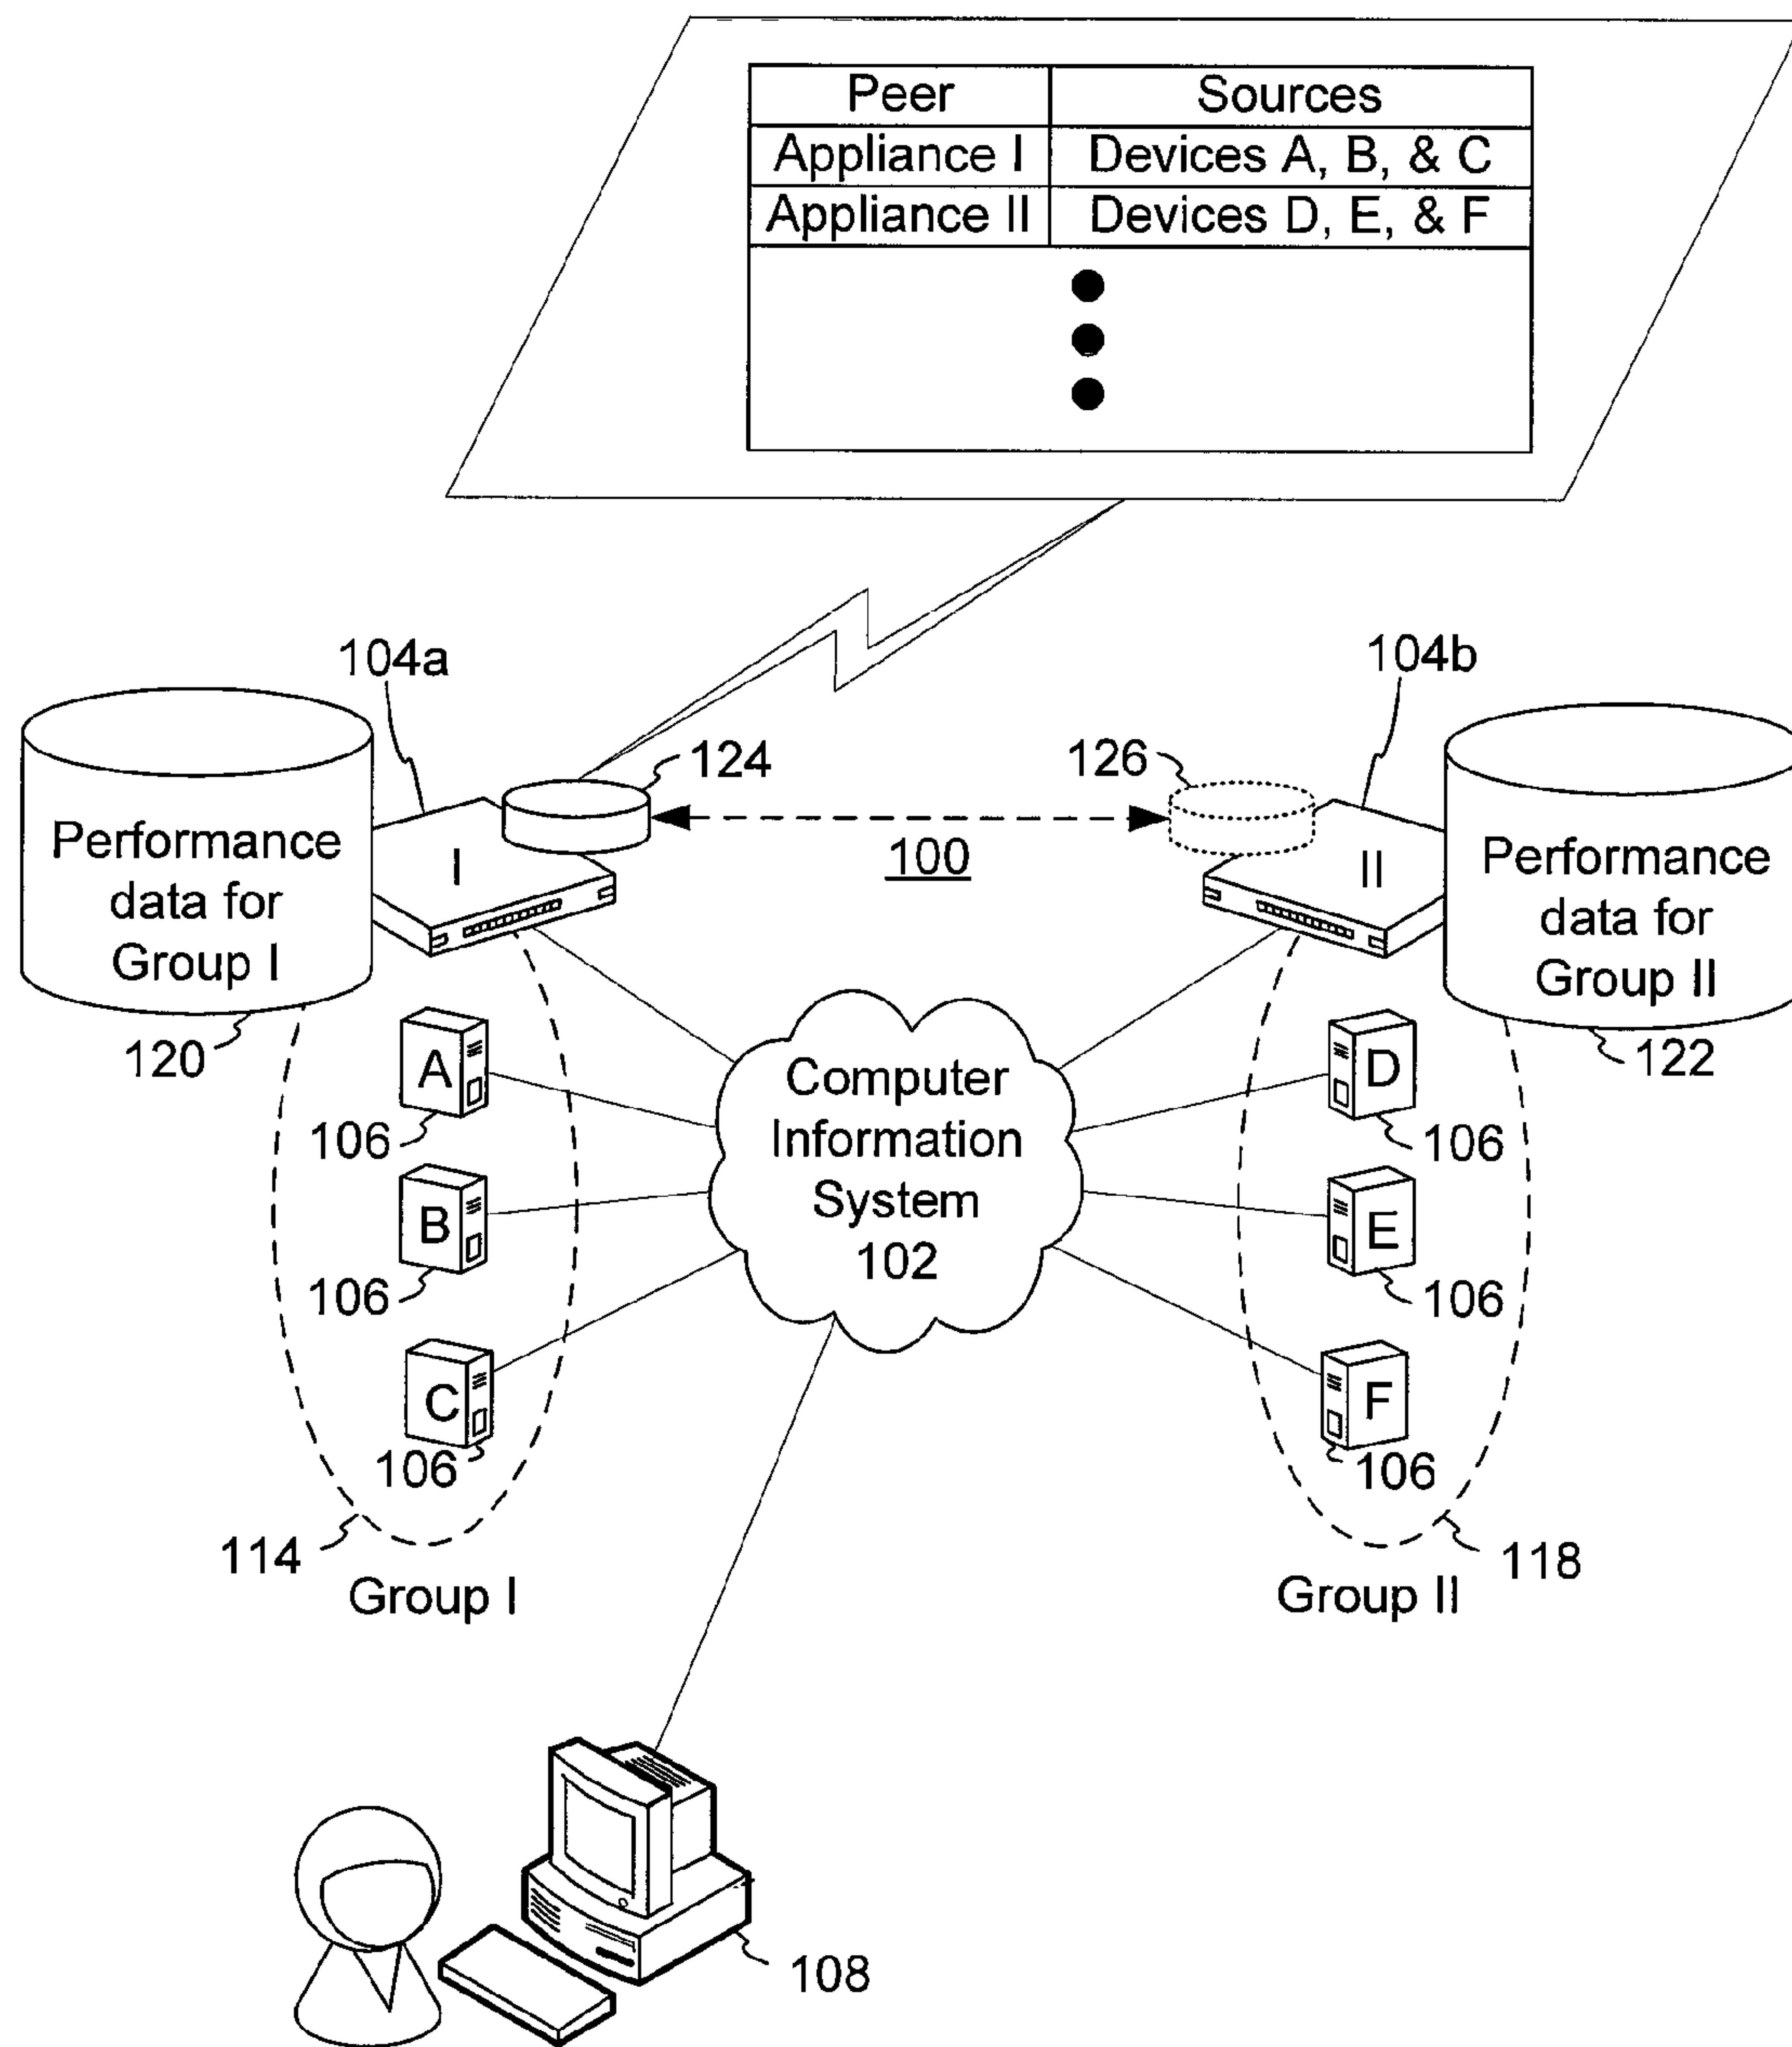 Peer Sources
Appliance I Devices A, B, & C
Appliance II Devices D, E, & F
104a
104b
124
126
100
Performance
data for
Group I
I
II
Performance
data for
Group II
120
122
A
106
B
106
C
106
Computer
Information
System
102
D
106
E
106
F
106
114
Group I
118
Group II
108